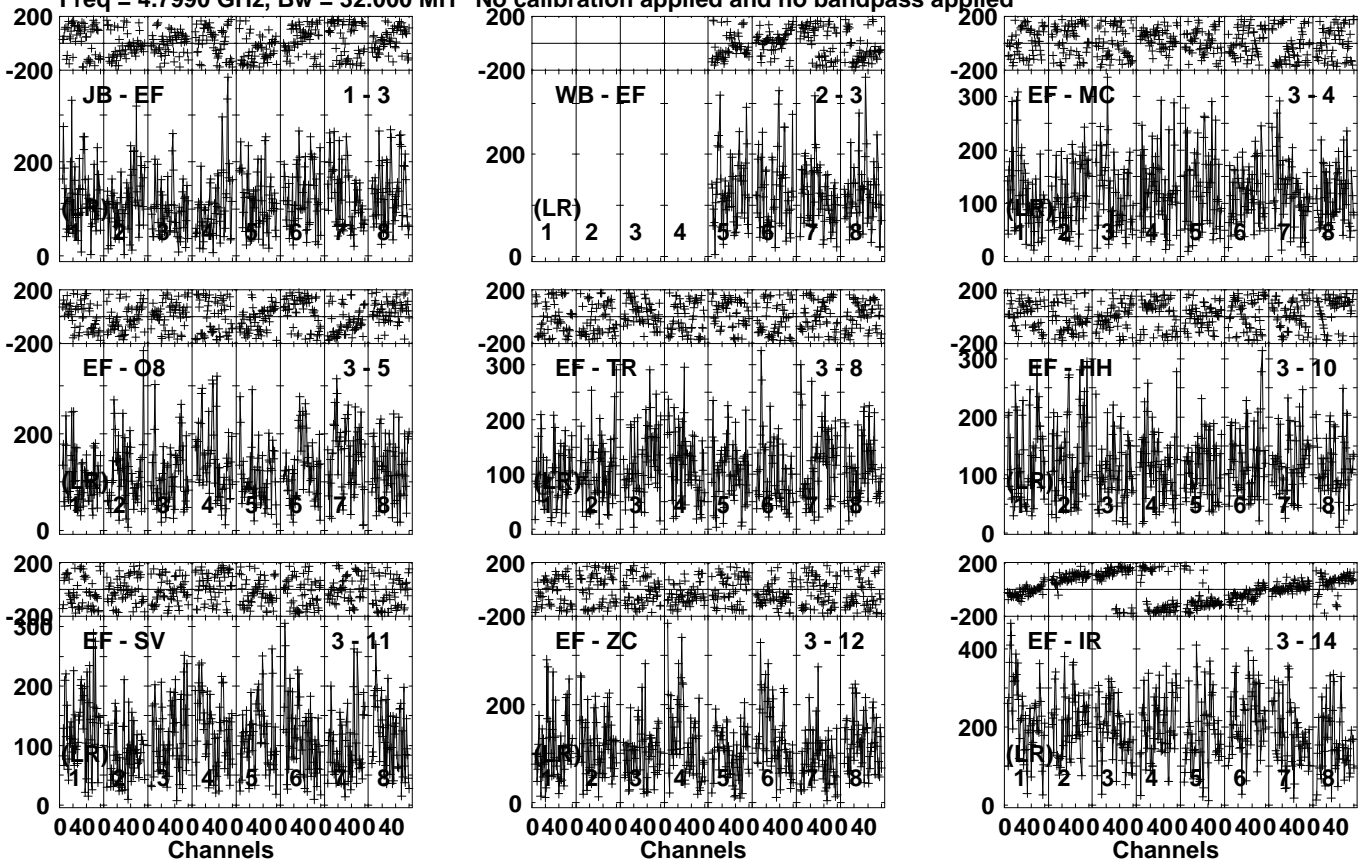 Freq = 4.7990 GHz, Bw = 32.000 MH No calibration applied and no bandpass applied
200 200 200
-200 -200 -200
JB - EF 1 - 3 WB - EF 2 - 3 EF - MC 3 - 4
300
200 200 200
100
(LR) (LR) (LR)
1 2 3 4 5 6 7 8 1 2 3 4 5 6 7 8 1 2 3 4 5 6 7 8
0 0 0
200 200 200
-200 -200 -200
EF - O8 3 - 5 EF - TR 3 - 8 EF - HH 3 - 10
300 300
200 200 200
100 100
(LR) (LR) (LR)
1 2 3 4 5 6 7 8 1 2 3 4 5 6 7 8 1 2 3 4 5 6 7 8
0 0 0
200 200 200
-200 -200 -200
300
EF - SV 3 - 11 EF - ZC 3 - 12 EF - IR 3 - 14
400
200 200 200
100
(LR) (LR) (LR)
1 2 3 4 5 6 7 8 1 2 3 4 5 6 7 8 1 2 3 4 5 6 7 8
0 0 0
0 40 0 40 0 40 0 40 0 40 0 40 0 40 0 40 0 40 0 40 0 40 0 40 0 40 0 40 0 40 0 40 0 40 0 40 0 40 0 40 0 40 0 40 0 40 0 40
Channels Channels Channels